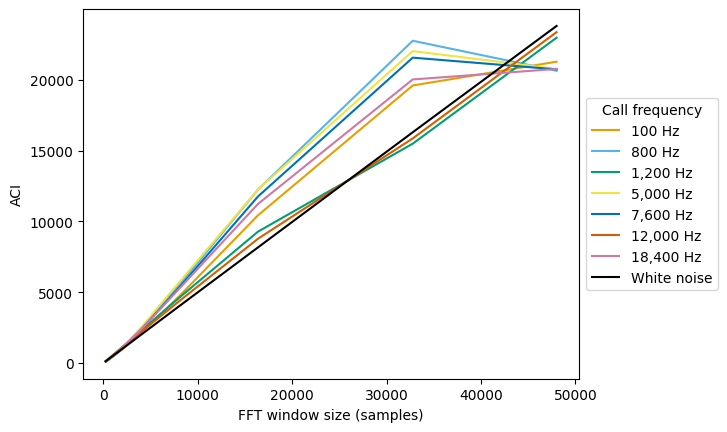 20000
15000
10000
5000
0
ACI
0 10000 20000 30000 40000 50000
FFT window size (samples)
Call frequency
100 Hz
800 Hz
1,200 Hz
5,000 Hz
7,600 Hz
12,000 Hz
18,400 Hz
White noise